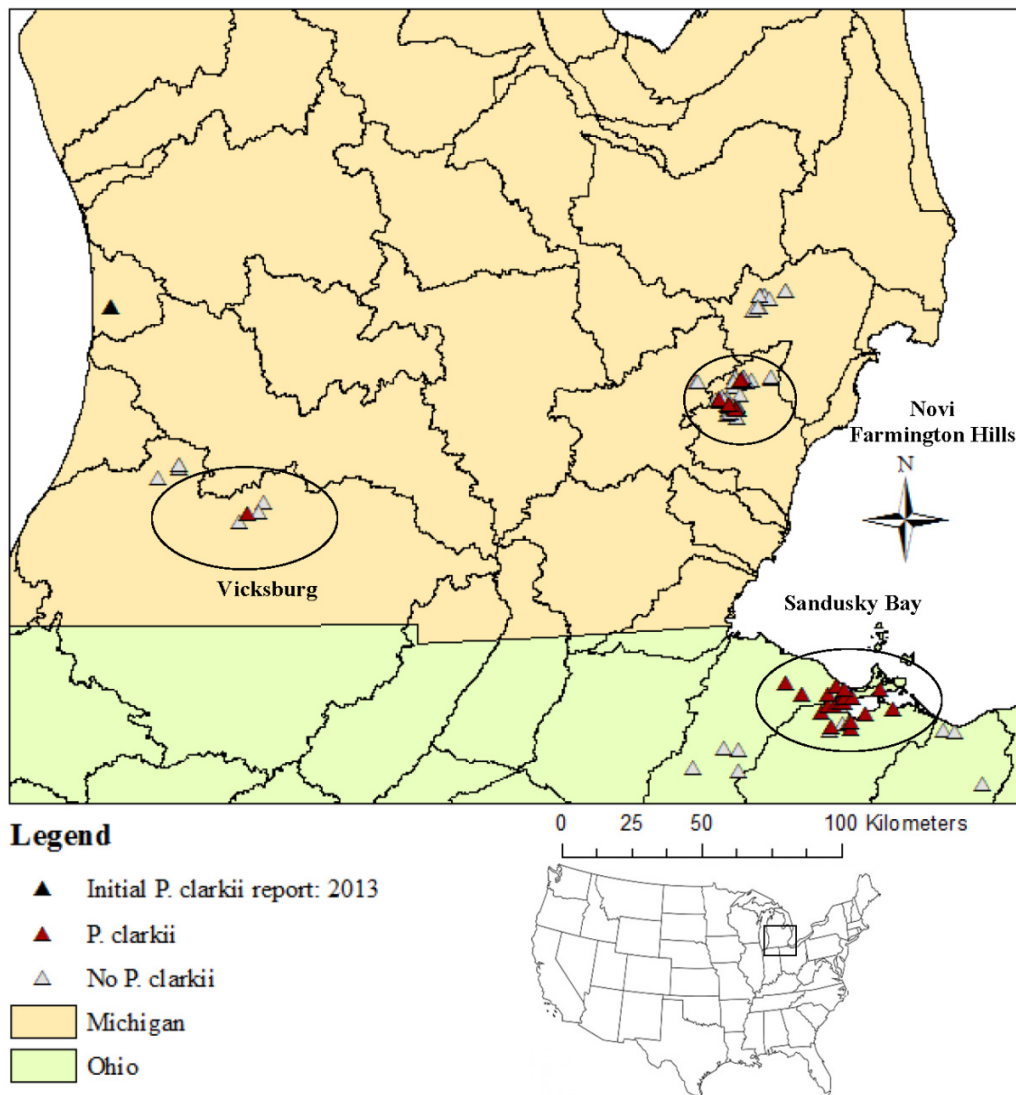 Novi
Farmington Hills
N
Vicksburg
Sandusky Bay
Legend
0 25 50 100 Kilometers
Initial P. clarkii report: 2013
P. clarkii
No P. clarkii
Michigan
Ohio